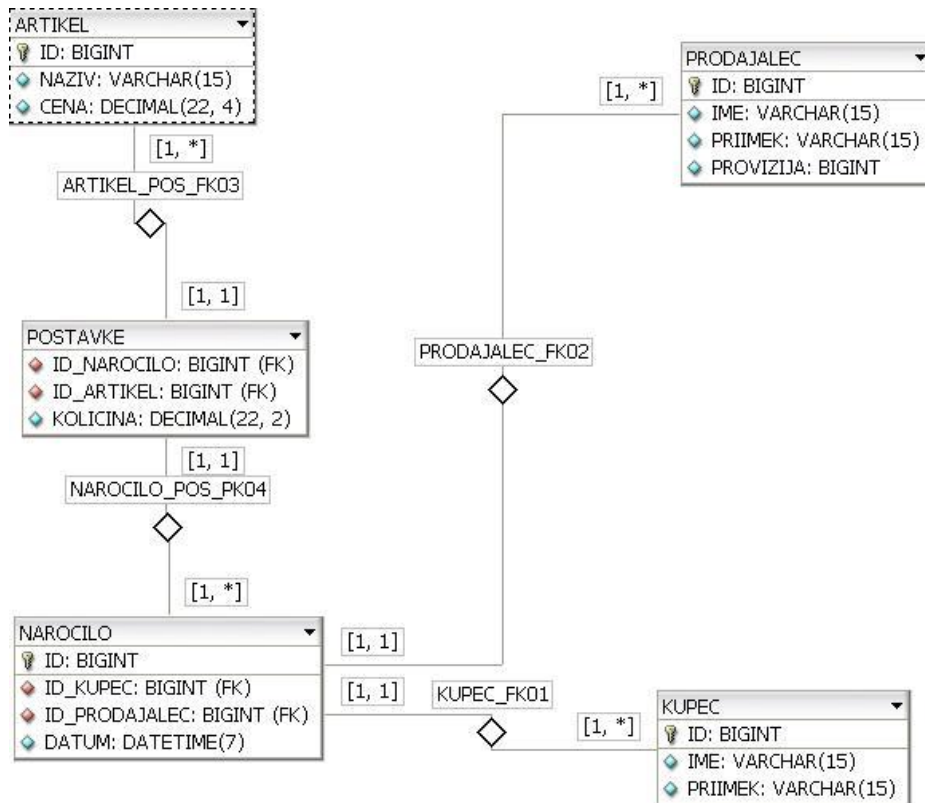 ARTIKEL
ID: BIGINT
NAZIV: VARCHAR(15)
CENA: DECIMAL(22, 4)
[1, *]
ARTIKEL_POS_FK03
[1, 1]
POSTAVKE
ID_NAROCILO: BIGINT (FK)
ID_ARTIKEL: BIGINT (FK)
KOLICINA: DECIMAL(22, 2)
[1, 1]
NAROCILO_POS_PK04
[1, *]
NAROCILO
ID: BIGINT
ID_KUPEC: BIGINT (FK)
ID_PRODAJALEC: BIGINT (FK)
DATUM: DATETIME(7)
PRODAJALEC
ID: BIGINT
IME: VARCHAR(15)
PRIIMEK: VARCHAR(15)
PROVIZIJA: BIGINT
[1, *]
PRODAJALEC_FK02
[1, 1]
[1, 1]
KUPEC_FK01
[1, *]
KUPEC
ID: BIGINT
IME: VARCHAR(15)
PRIIMEK: VARCHAR(15)